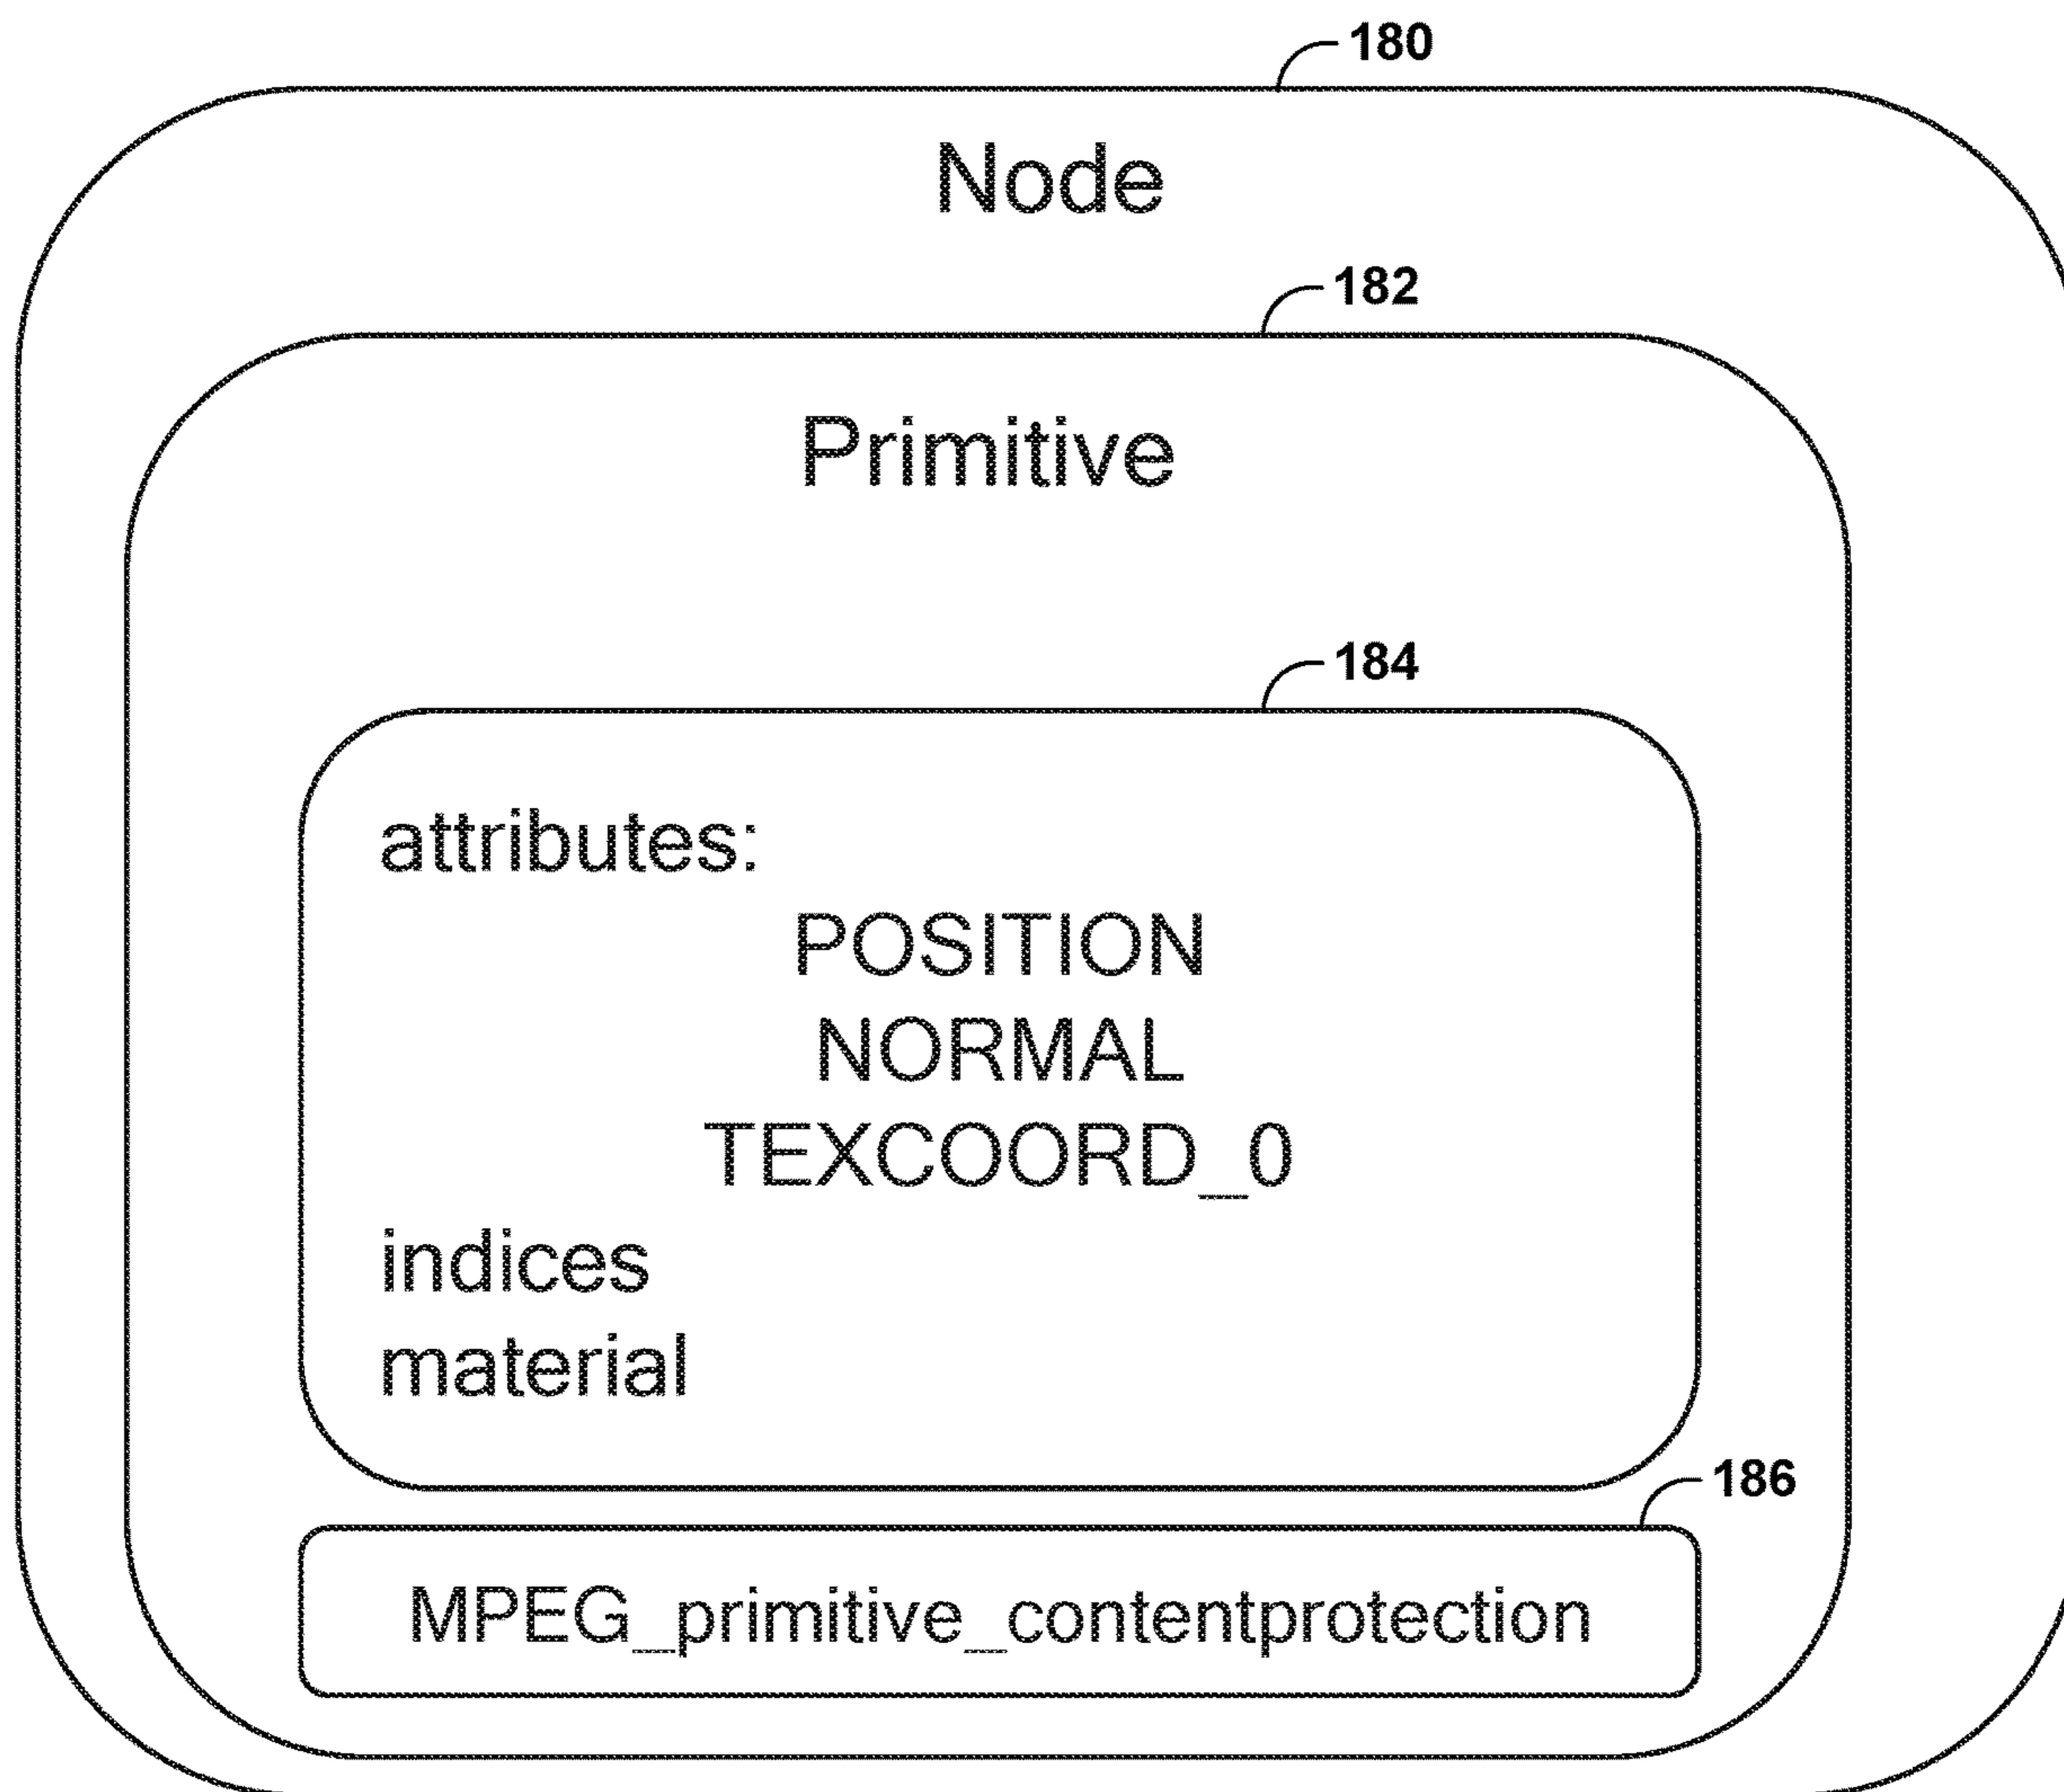 180
Node
182
Primitive
184
attributes:
POSITION
NORMAL
TEXCOORD_0
indices
material
186
MPEG_primitive_contentprotection